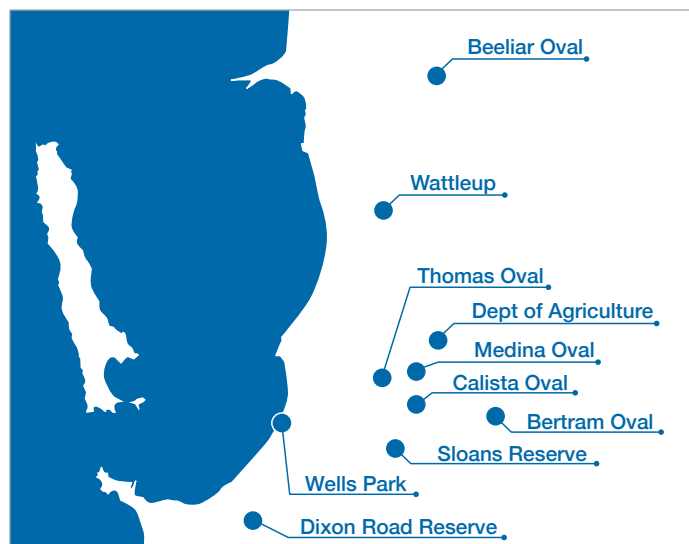 Beeliar Oval
Wattleup
Thomas Oval
Dept of Agriculture
Medina Oval
Calista Oval
Bertram Oval
Sloans Reserve
Wells Park
Dixon Road Reserve